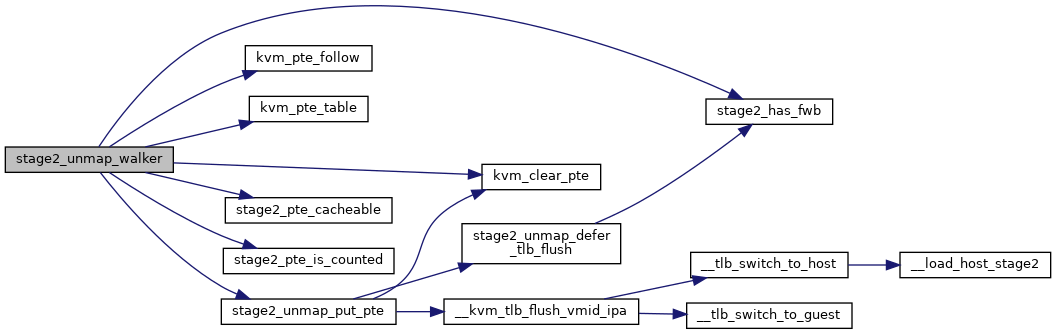 stage2_unmap_walker
kvm_pte_follow
kvm_pte_table
stage2_pte_cacheable
stage2_pte_is_counted
stage2_unmap_put_pte
kvm_clear_pte
stage2_unmap_defer
_tlb_flush
__kvm_tlb_flush_vmid_ipa
stage2_has_fwb
__tlb_switch_to_host
__tlb_switch_to_guest
__load_host_stage2